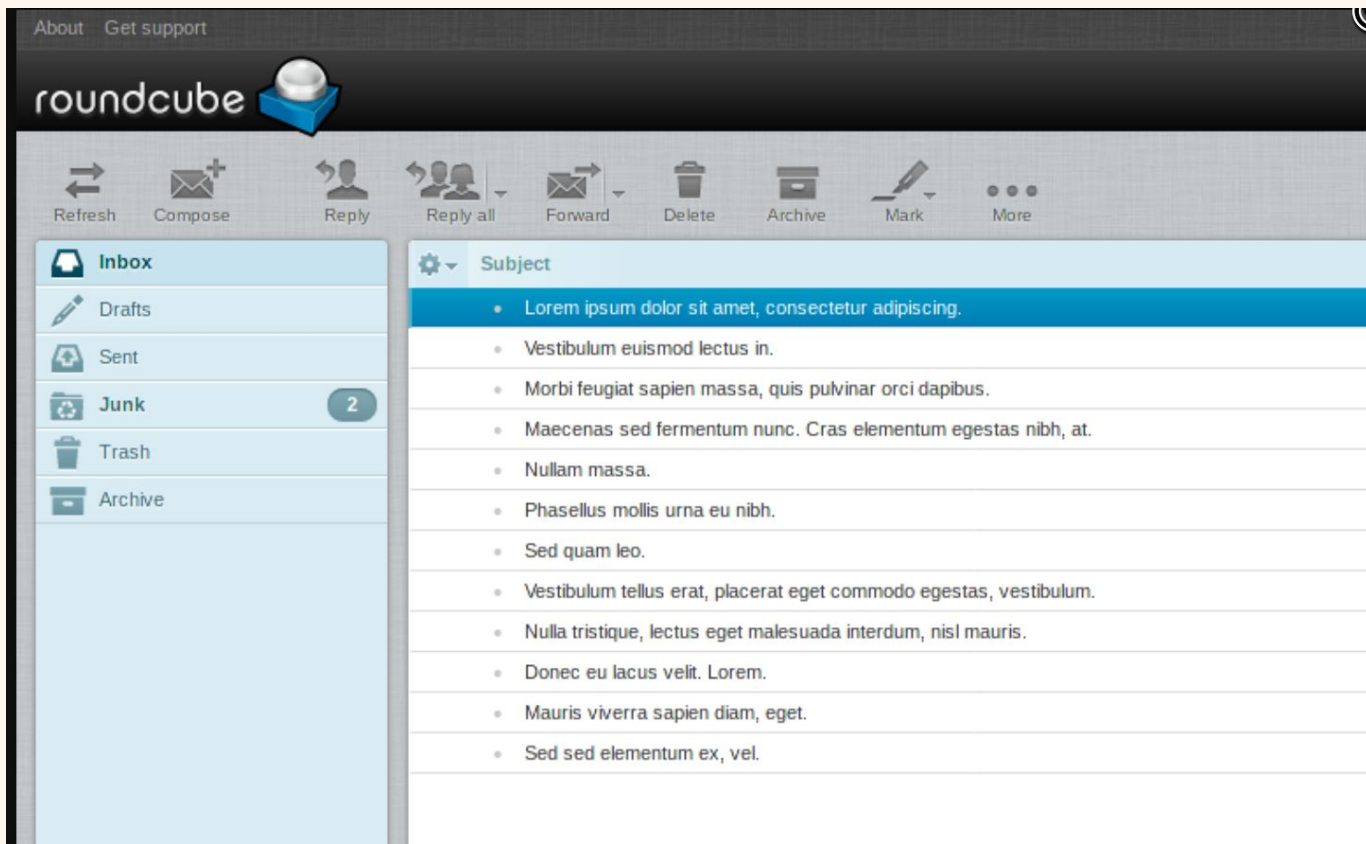 About Get support
roundcube
Refresh Compose Reply Reply all Forward Delete Archive Mark More
Inbox
Drafts
Sent
Junk 2
Trash
Archive
Subject
Lorem ipsum dolor sit amet, consectetur adipiscing.
Vestibulum euismod lectus in.
Morbi feugiat sapien massa, quis pulvinar orci dapibus.
Maecenas sed fermentum nunc. Cras elementum egestas nibh, at.
Nullam massa.
Phasellus mollis urna eu nibh.
Sed quam leo.
Vestibulum tellus erat, placerat eget commodo egestas, vestibulum.
Nulla tristique, lectus eget malesuada interdum, nisl mauris.
Donec eu lacus velit. Lorem.
Mauris viverra sapien diam, eget.
Sed sed elementum ex, vel.